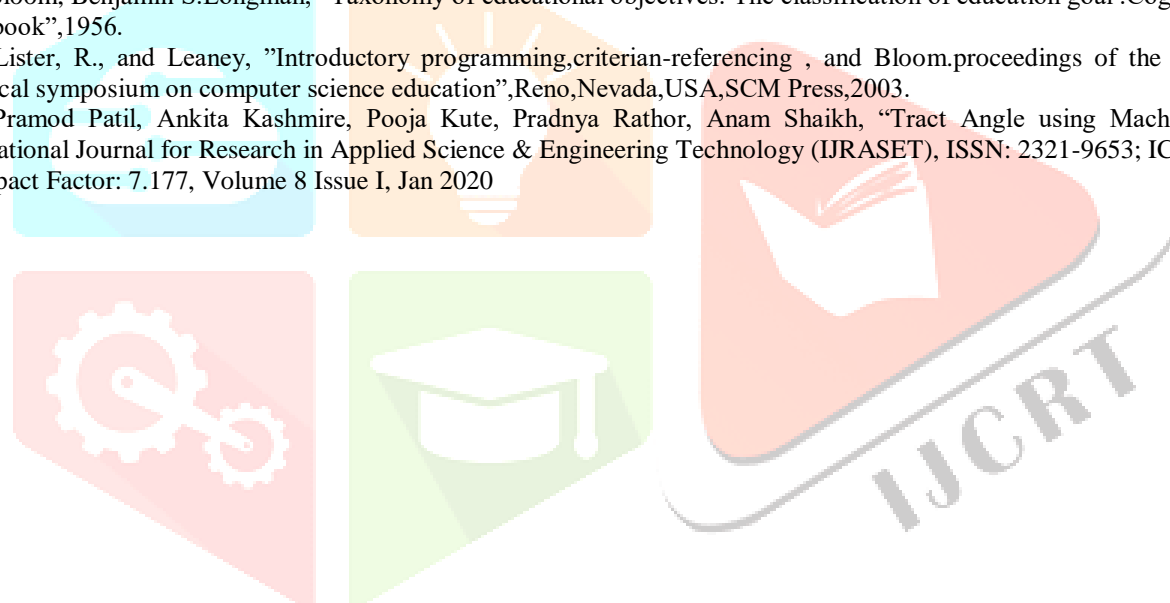 Bloom, Benjamin S.Longman, “Taxonomy of educational objectives: The classification of education goal :Cog
book”,1956.
Lister, R., and Leaney, ”Introductory programming,criterian-referencing , and Bloom.proceedings of the
cal symposium on computer science education”,Reno,Nevada,USA,SCM Press,2003.
Pramod Patil, Ankita Kashmire, Pooja Kute, Pradnya Rathor, Anam Shaikh, “Tract Angle using Mach
ational Journal for Research in Applied Science & Engineering Technology (IJRASET), ISSN: 2321-9653; IC
pact Factor: 7.177, Volume 8 Issue I, Jan 2020
IJCRT